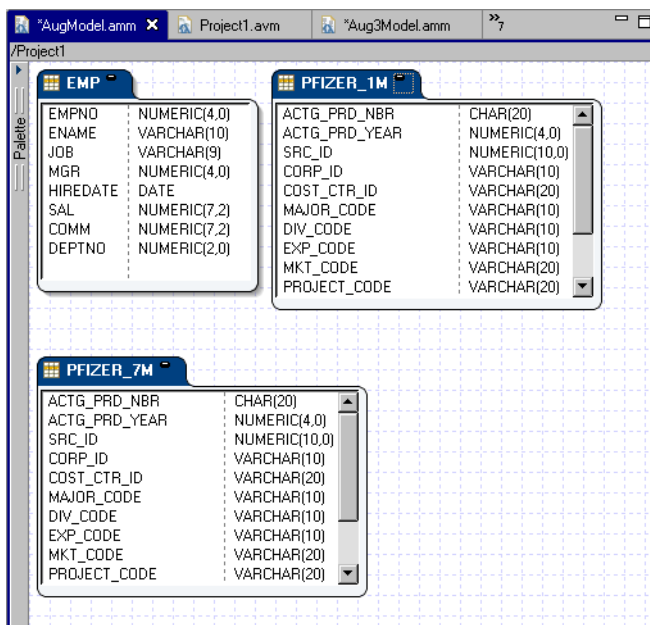 *AugModel.amm
Project1.avm
*Aug3Model.amm
»7
/Project1
Palette
EMP
EMPNO NUMERIC(4,0)
ENAME VARCHAR(10)
JOB VARCHAR(9)
MGR NUMERIC(4,0)
HIREDATE DATE
SAL NUMERIC(7,2)
COMM NUMERIC(7,2)
DEPTNO NUMERIC(2,0)
PFIZER_1M
ACTG_PRD_NBR CHAR(20)
ACTG_PRD_YEAR NUMERIC(4,0)
SRC_ID NUMERIC(10,0)
CORP_ID VARCHAR(10)
COST_CTR_ID VARCHAR(20)
MAJOR_CODE VARCHAR(10)
DIV_CODE VARCHAR(10)
EXP_CODE VARCHAR(10)
MKT_CODE VARCHAR(20)
PROJECT_CODE VARCHAR(20)
PFIZER_7M
ACTG_PRD_NBR CHAR(20)
ACTG_PRD_YEAR NUMERIC(4,0)
SRC_ID NUMERIC(10,0)
CORP_ID VARCHAR(10)
COST_CTR_ID VARCHAR(20)
MAJOR_CODE VARCHAR(10)
DIV_CODE VARCHAR(10)
EXP_CODE VARCHAR(10)
MKT_CODE VARCHAR(20)
PROJECT_CODE VARCHAR(20)